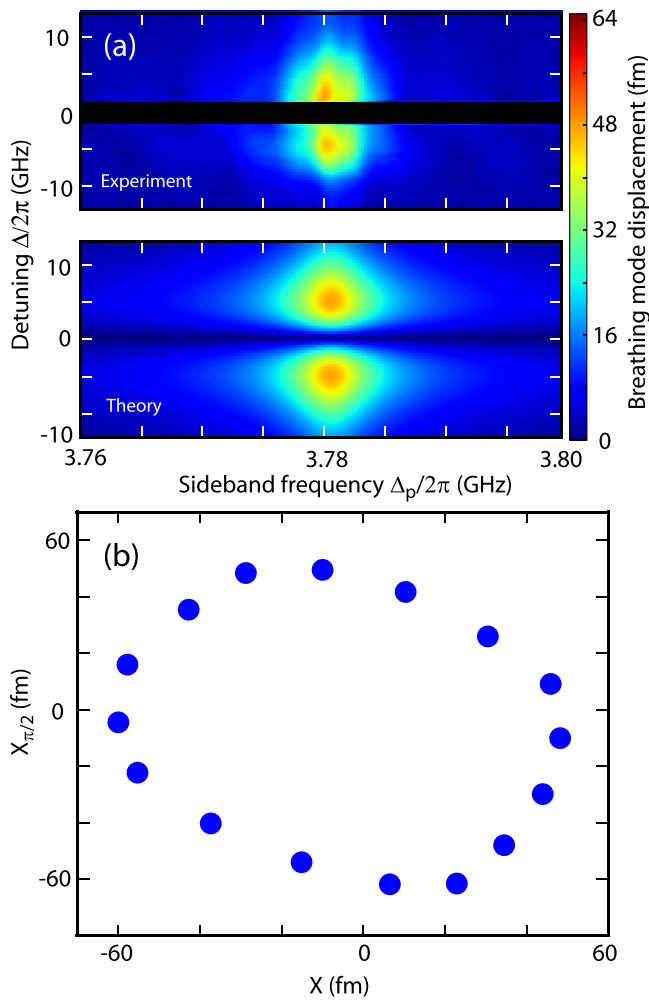 (a)
10
0
-10
Experiment
Detuning Δ/2π (GHz)
10
0
-10
Theory
3.76
3.78
3.80
Sideband frequency Δp/2π (GHz)
64
48
32
16
0
Breathing mode displacement (fm)
(b)
60
0
-60
Xπ/2 (fm)
-60
0
60
X (fm)